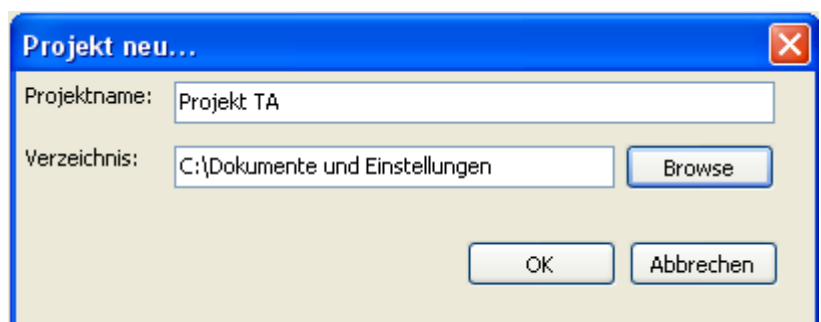 Projekt neu...
Projektname: Projekt TA
Verzeichnis: C:\Dokumente und Einstellungen Browse
OK Abbrechen